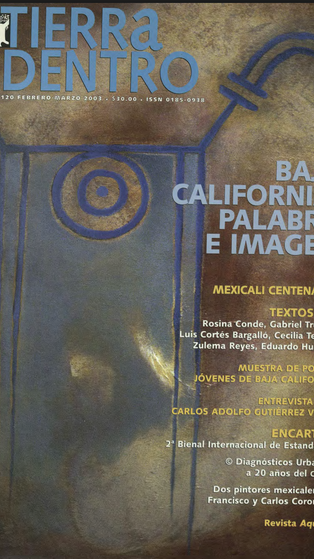 TIERRa
DENTRO
120 FEBRERO-MARZO 2003 • $30.00 • ISSN 0185-0938
BAJ
CALIFORNI
PALABR
E IMAGE
MEXICALI CENTENA
TEXTOS
Rosina Conde, Gabriel Tr
Luis Cortés Bargalló, Cecilia Te
Zulema Reyes, Eduardo Hu
MUESTRA DE PO
JÓVENES DE BAJA CALIFO
ENTREVISTA
CARLOS ADOLFO GUTIÉRREZ V
ENCART
2ª Bienal Internacional de Estand
© Diagnósticos Urba
a 20 años del
Dos pintores mexicale
Francisco y Carlos Coro
Revista Aqu